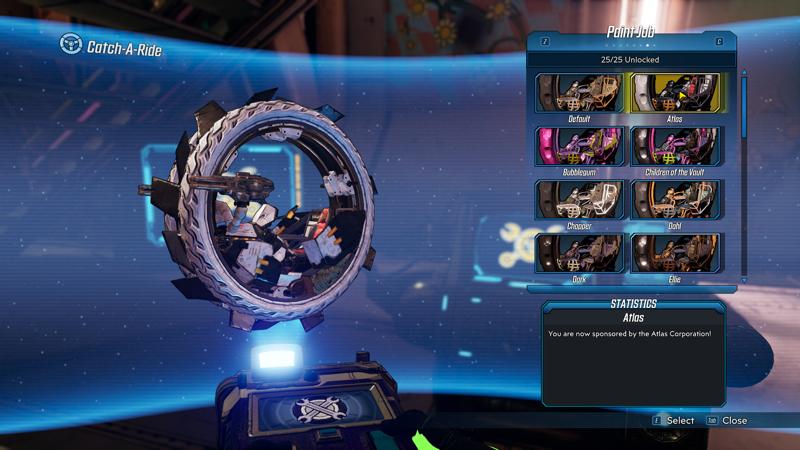 Catch-A-Ride
Paint Job
25/25 Unlocked
Default
Atlas
Bubblegum
Children of the Vault
Chopper
Dahl
Dark
Ellie
STATISTICS
Atlas
You are now sponsored by the Atlas Corporation!
E Select
Tab Close